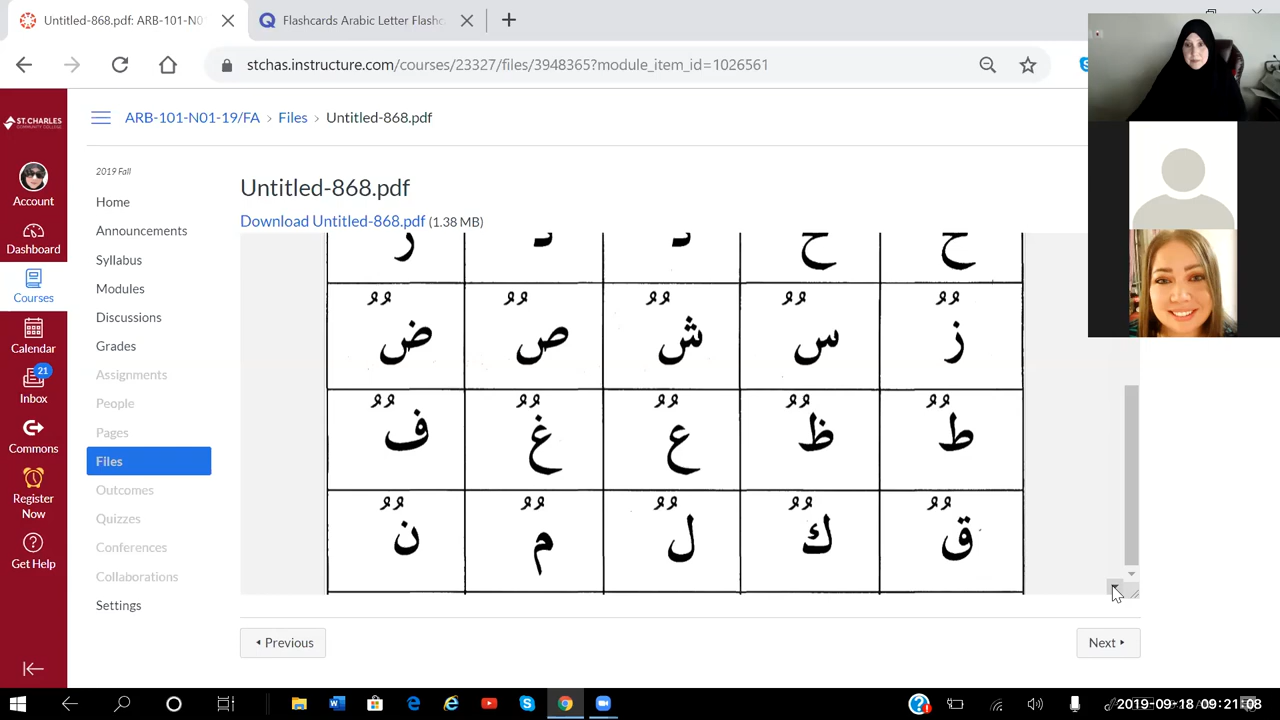 Untitled-868.pdf: ARB-101-N0
Flashcards Arabic Letter Flashc
stchas.instructure.com/courses/23327/files/3948365?module_item_id=1026561
ST. CHARLES
COMMUNITY COLLEGE
Account
Dashboard
Courses
Calendar
21
Inbox
Commons
Register
Now
Get Help
ARB-101-N01-19/FA › Files › Untitled-868.pdf
2019 Fall
Home
Announcements
Syllabus
Modules
Discussions
Grades
Assignments
People
Pages
Files
Outcomes
Quizzes
Conferences
Collaborations
Settings
Untitled-868.pdf
Download Untitled-868.pdf (1.38 MB)
زٌ سٌ شٌ صٌ ضٌ
طٌ ظٌ عٌ غٌ فٌ
قٌ كٌ لٌ مٌ نٌ
Previous
Next
2019-09-18 09:21:08